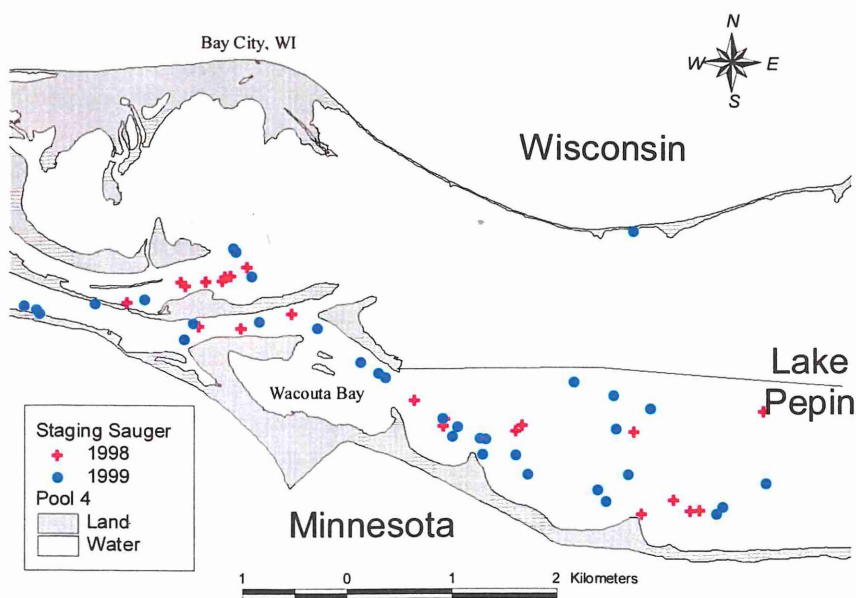 Bay City, WI
N
W E
S
Wisconsin
Lake
Pepin
Wacouta Bay
Minnesota
Staging Sauger
1998
1999
Pool 4
Land
Water
1 0 1 2 Kilometers